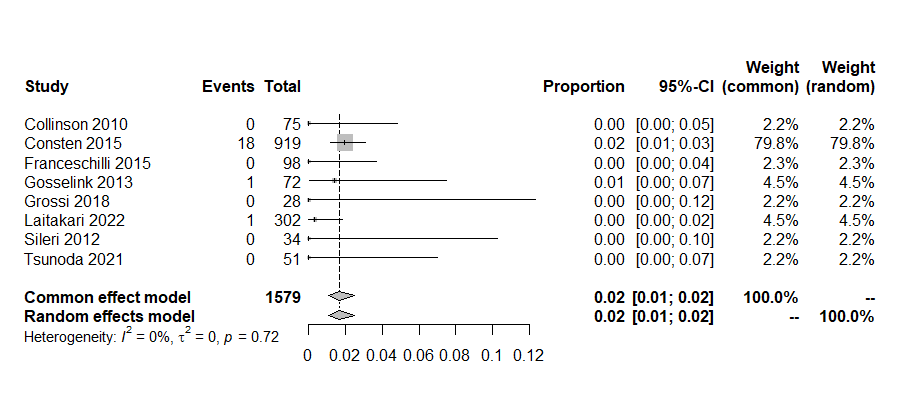 Weight Weight
Study Events Total Proportion 95%-CI (common) (random)
Collinson 2010 0 75 0.00 [0.00; 0.05] 2.2% 2.2%
Consten 2015 18 919 0.02 [0.01; 0.03] 79.8% 79.8%
Franceschilli 2015 0 98 0.00 [0.00; 0.04] 2.3% 2.3%
Gosselink 2013 1 72 0.01 [0.00; 0.07] 4.5% 4.5%
Grossi 2018 0 28 0.00 [0.00; 0.12] 2.2% 2.2%
Laitakari 2022 1 302 0.00 [0.00; 0.02] 4.5% 4.5%
Sileri 2012 0 34 0.00 [0.00; 0.10] 2.2% 2.2%
Tsunoda 2021 0 51 0.00 [0.00; 0.07] 2.2% 2.2%
Common effect model 1579 0.02 [0.01; 0.02] 100.0% --
Random effects model 0.02 [0.01; 0.02] -- 100.0%
Heterogeneity: I² = 0%, τ² = 0, p = 0.72
0 0.02 0.04 0.06 0.08 0.1 0.12